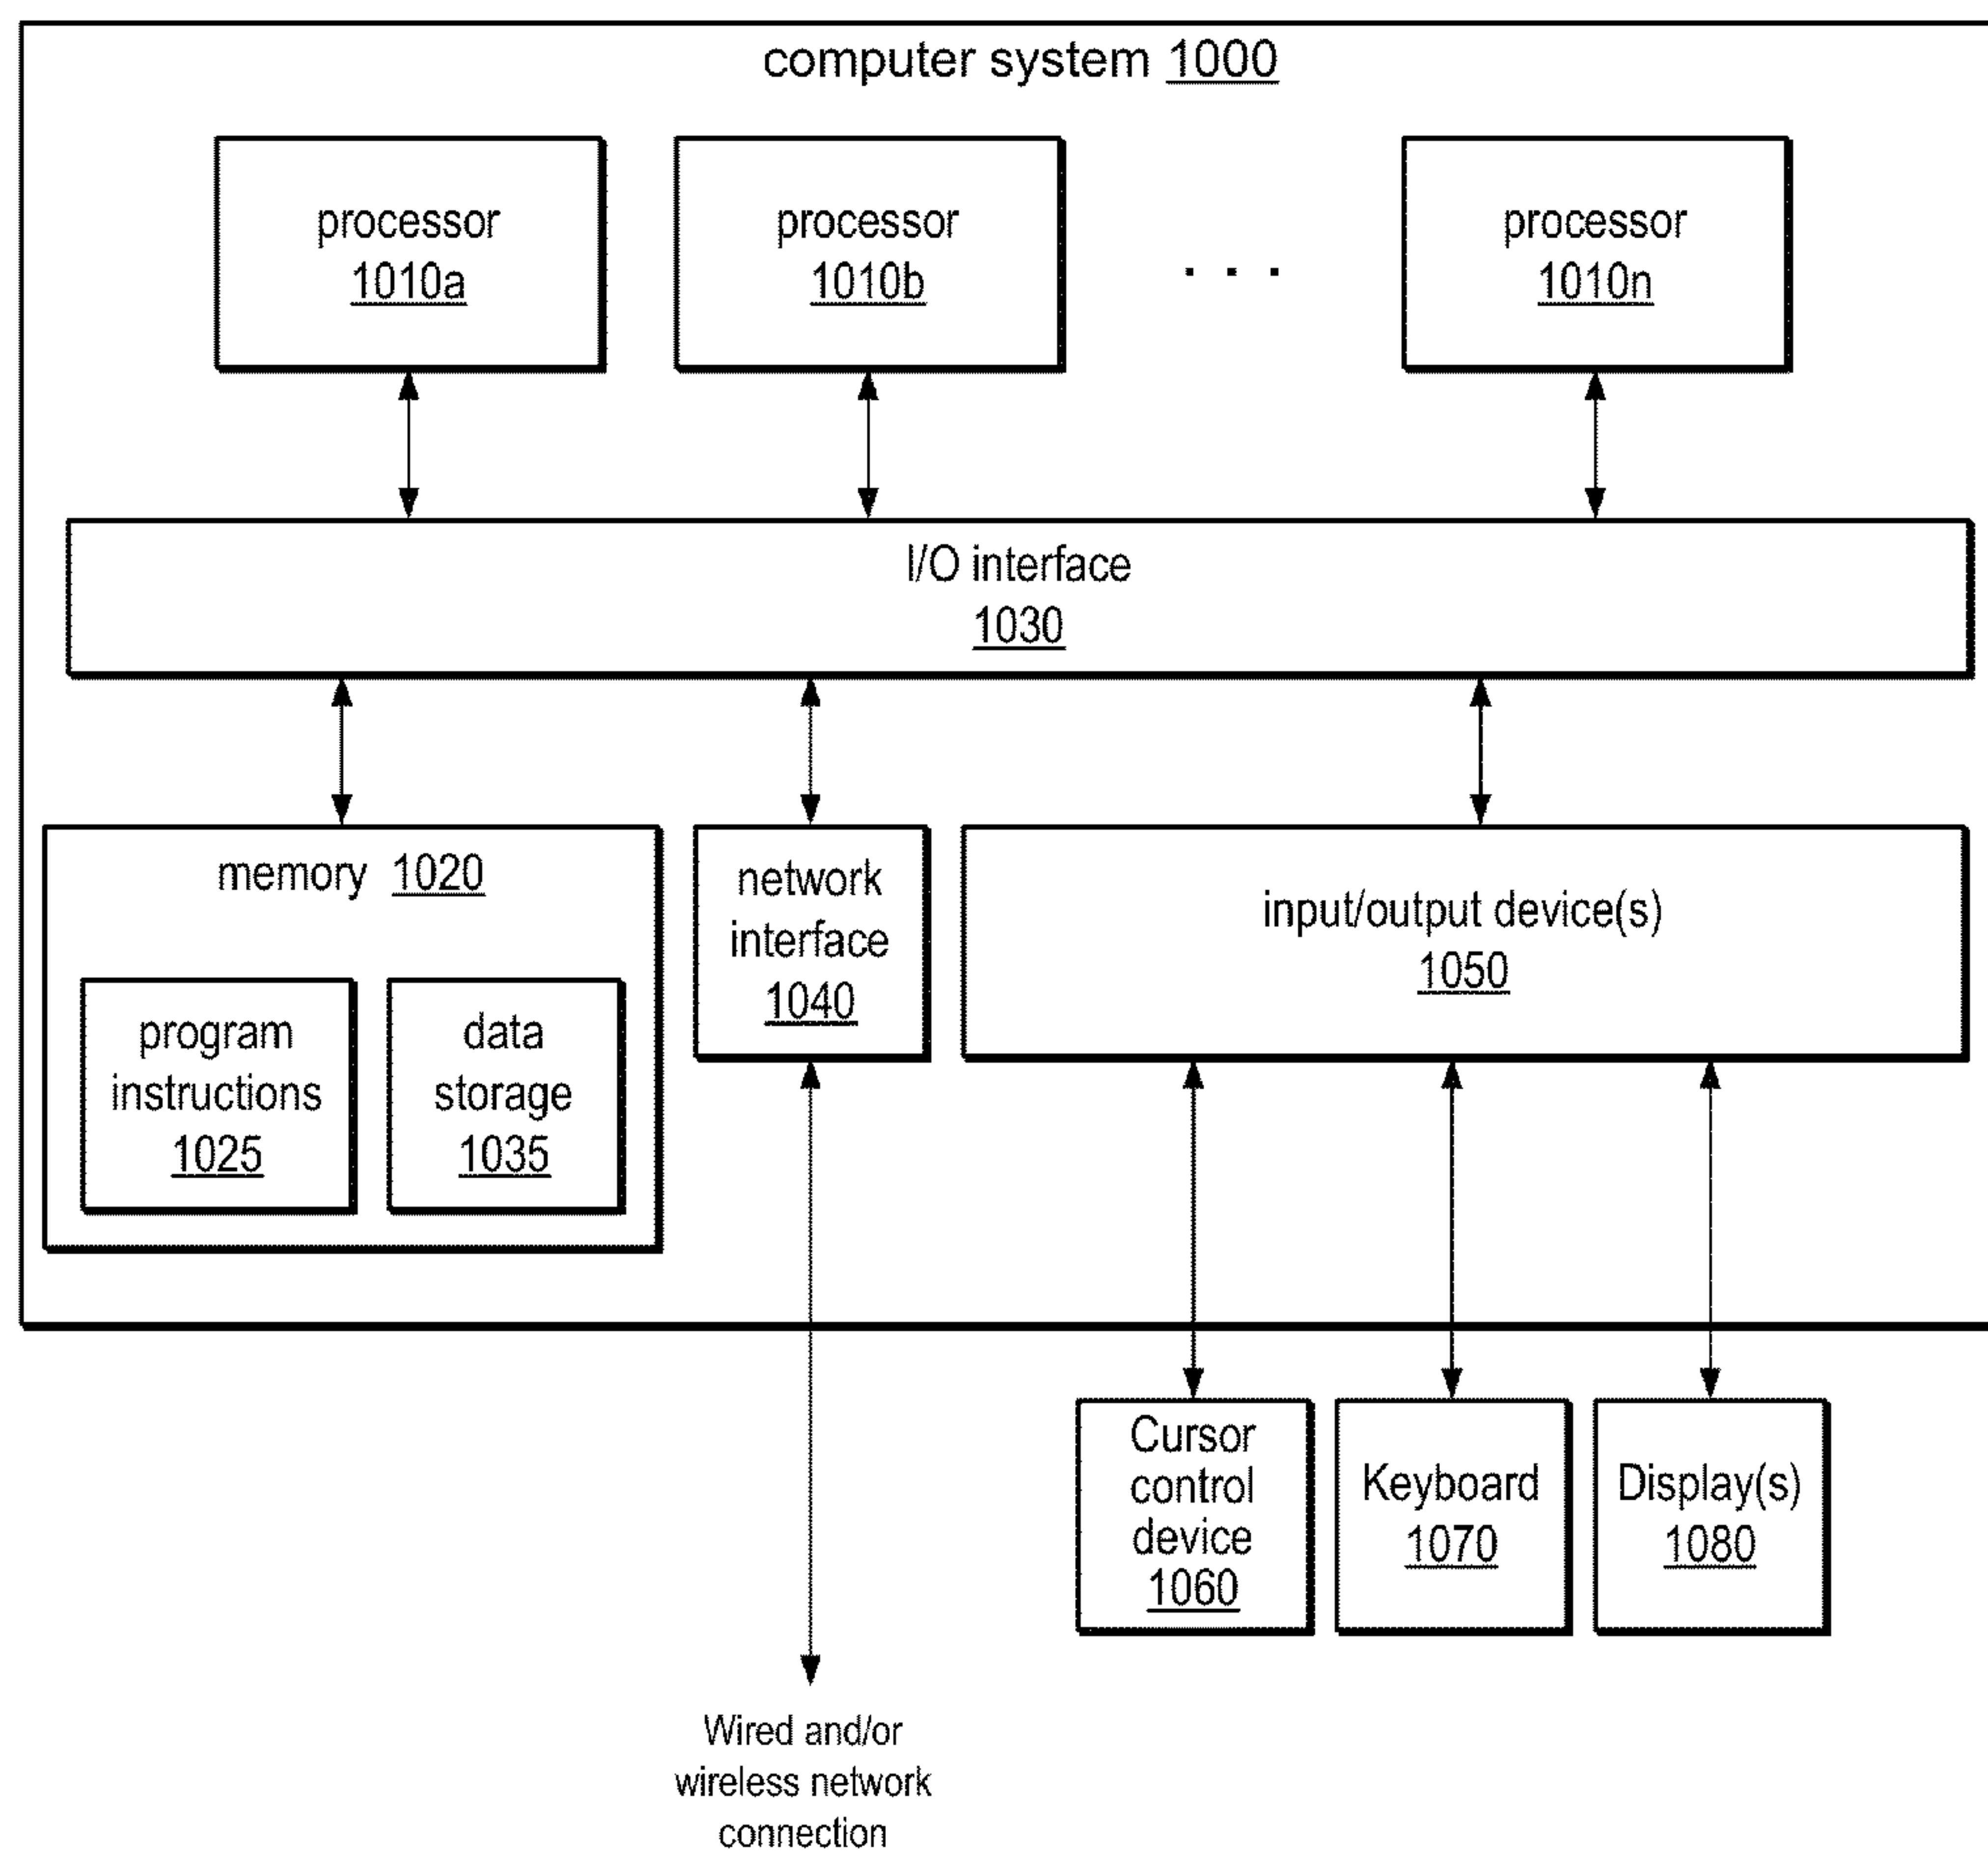 computer system 1000
processor
1010a
processor
1010b
. . .
processor
1010n
I/O interface
1030
memory 1020
program
instructions
1025
data
storage
1035
network
interface
1040
input/output device(s)
1050
Cursor
control
device
1060
Keyboard
1070
Display(s)
1080
Wired and/or
wireless network
connection